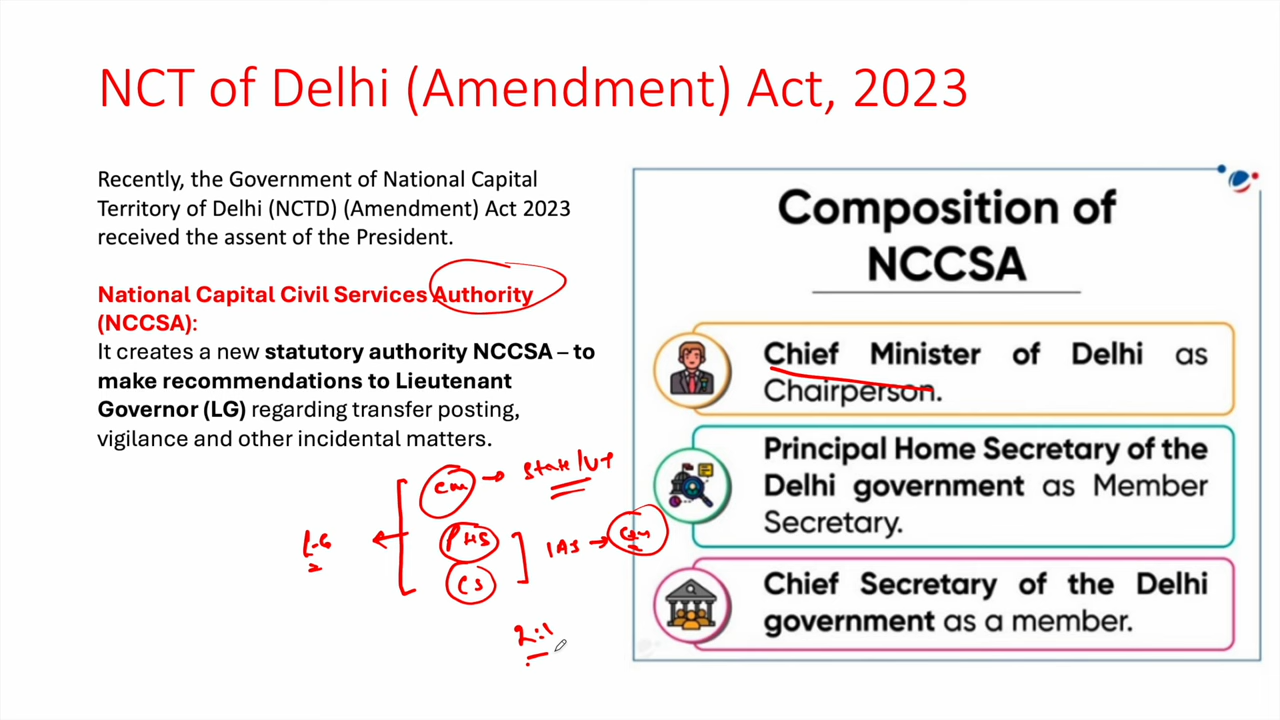 NCT of Delhi (Amendment) Act, 2023
Recently, the Government of National Capital
Territory of Delhi (NCTD) (Amendment) Act 2023
received the assent of the President.
National Capital Civil Services Authority
(NCCSA):
It creates a new statutory authority NCCSA – to
make recommendations to Lieutenant
Governor (LG) regarding transfer posting,
vigilance and other incidental matters.
CM → State/UT
LG
PHS
IAS →
CS
2:1
Composition of
NCCSA
Chief Minister of Delhi as
Chairperson.
Principal Home Secretary of the
Delhi government as Member
Secretary.
Chief Secretary of the Delhi
government as a member.